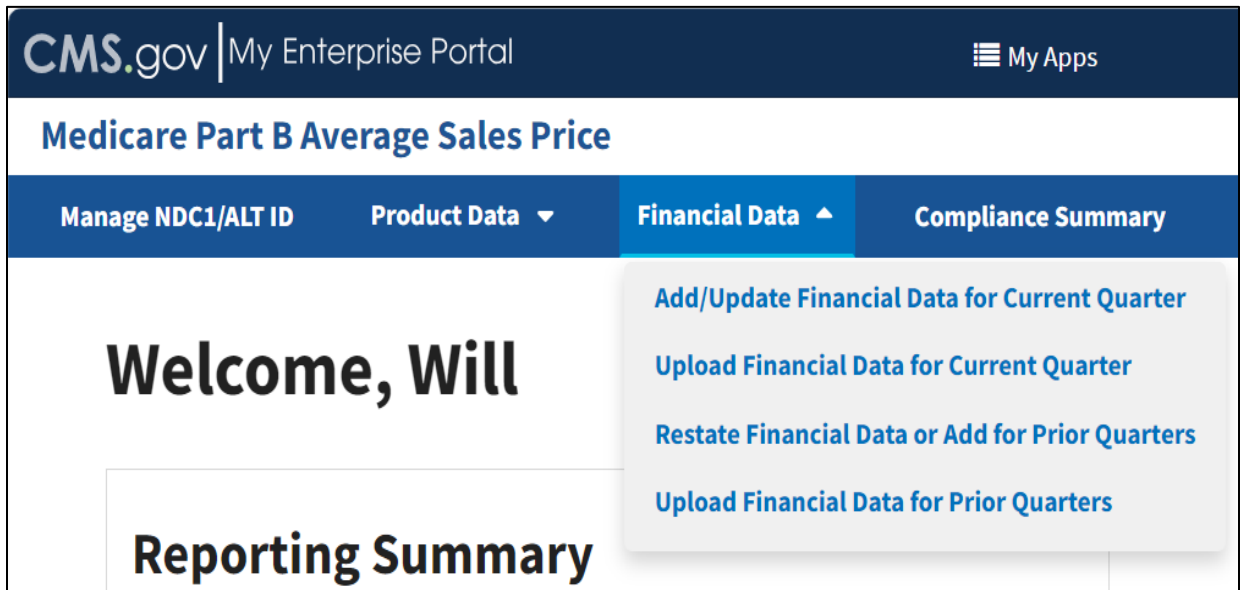 CMS.gov My Enterprise Portal
My Apps
Medicare Part B Average Sales Price
Manage NDC1/ALT ID
Product Data
Financial Data
Compliance Summary
Add/Update Financial Data for Current Quarter
Upload Financial Data for Current Quarter
Restate Financial Data or Add for Prior Quarters
Upload Financial Data for Prior Quarters
Welcome, Will
Reporting Summary